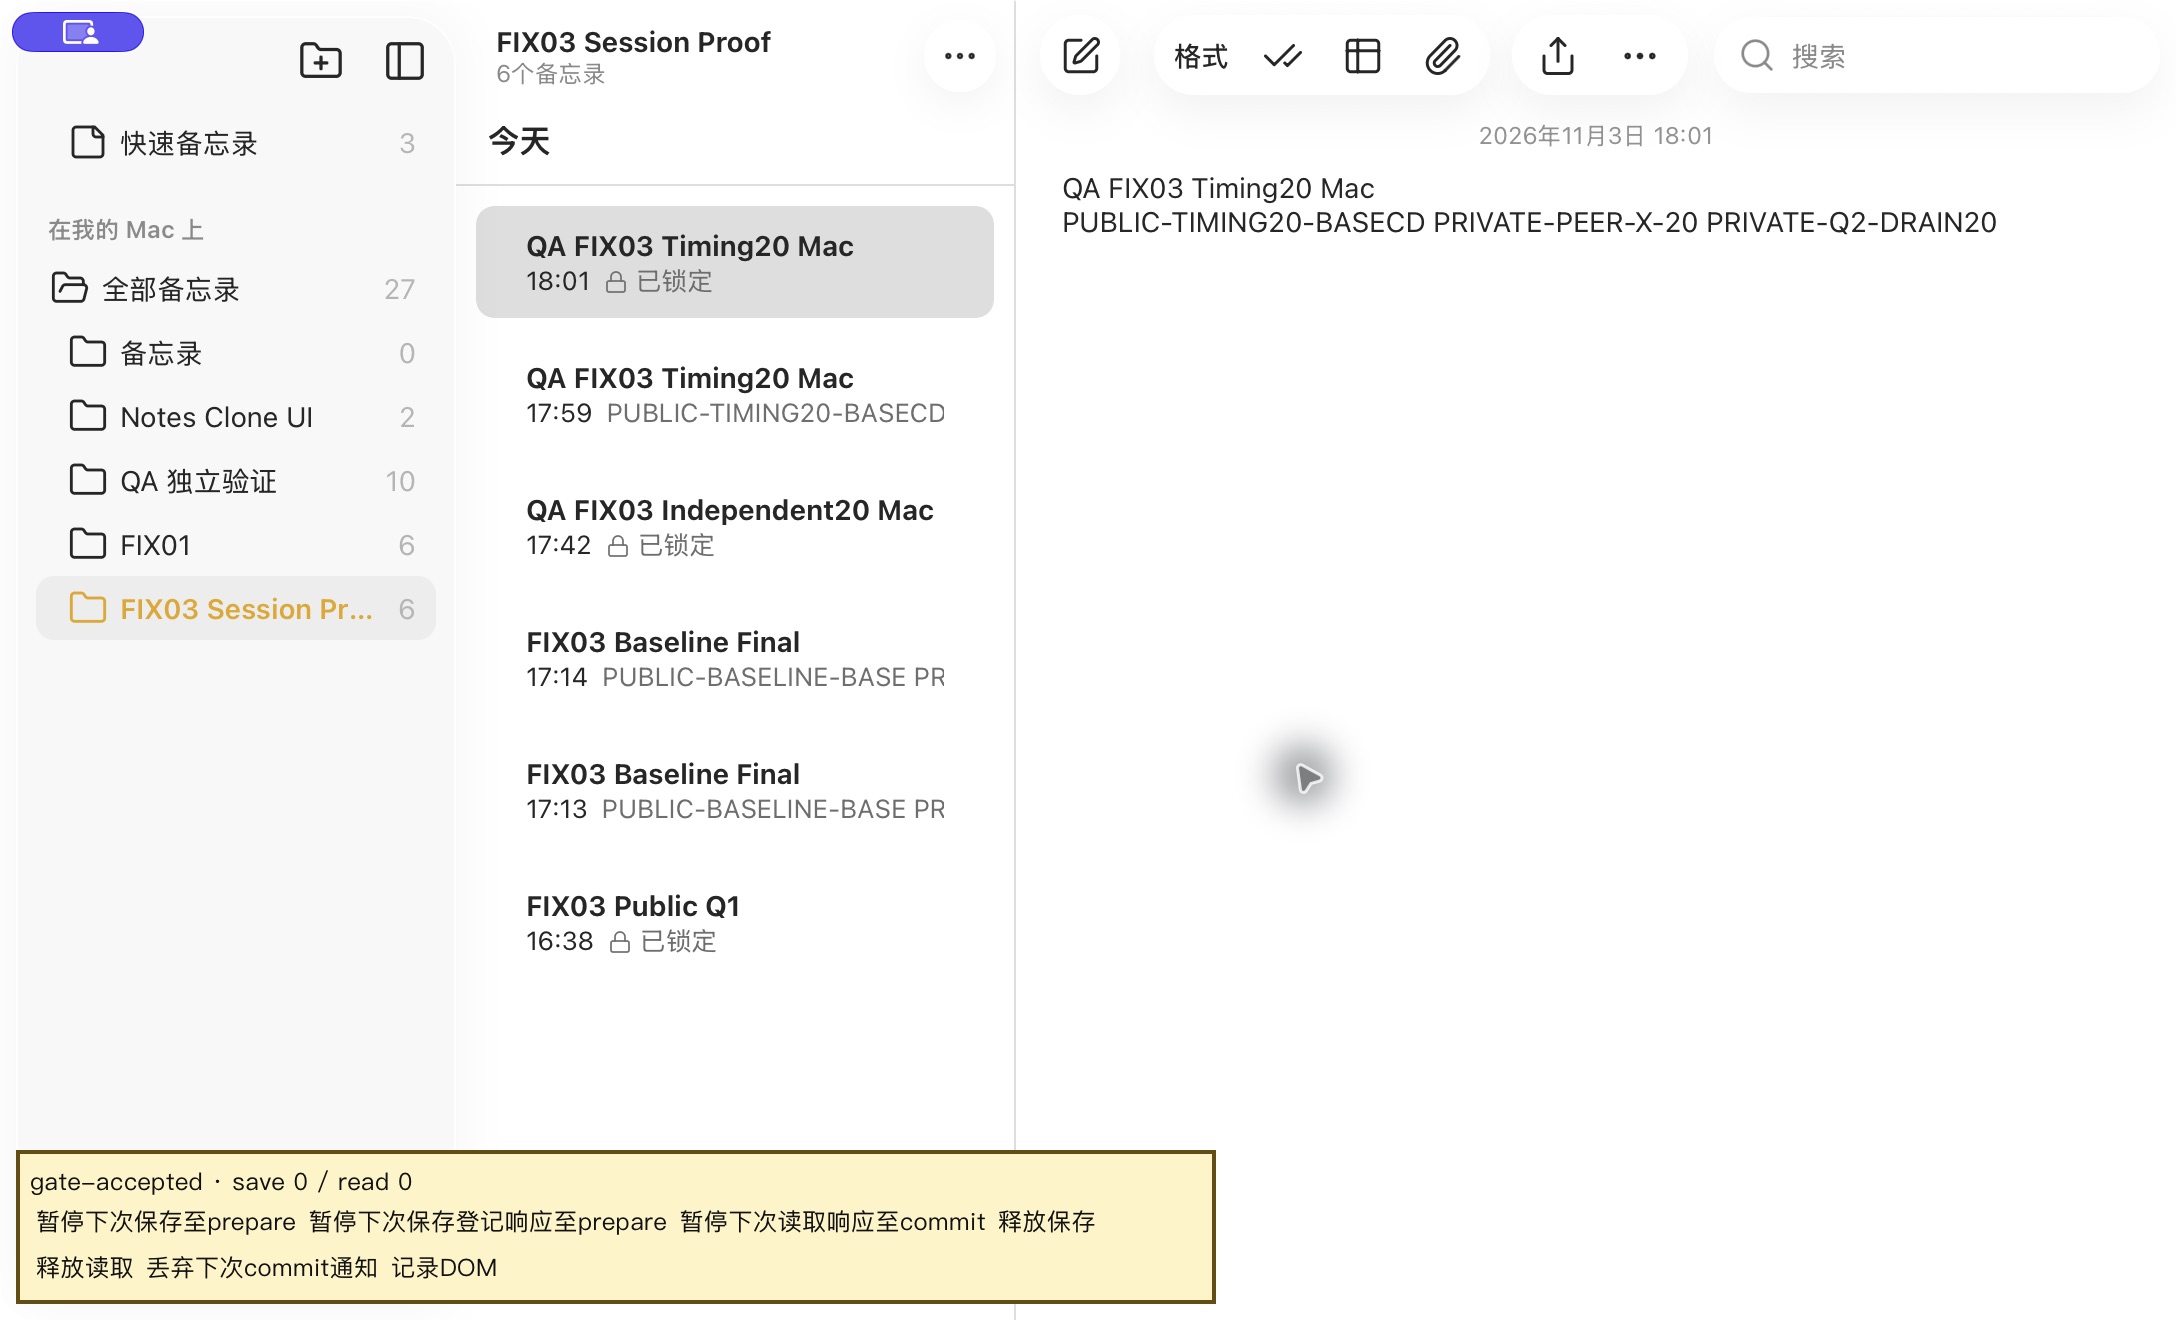 快速备忘录 3
在我的 Mac 上
全部备忘录 27
备忘录 0
Notes Clone UI 2
QA 独立验证 10
FIX01 6
FIX03 Session Pr... 6
FIX03 Session Proof
6个备忘录
今天
QA FIX03 Timing20 Mac
18:01 已锁定
QA FIX03 Timing20 Mac
17:59 PUBLIC-TIMING20-BASECD
QA FIX03 Independent20 Mac
17:42 已锁定
FIX03 Baseline Final
17:14 PUBLIC-BASELINE-BASE PR
FIX03 Baseline Final
17:13 PUBLIC-BASELINE-BASE PR
FIX03 Public Q1
16:38 已锁定
格式
搜索
2026年11月3日 18:01
QA FIX03 Timing20 Mac
PUBLIC-TIMING20-BASECD PRIVATE-PEER-X-20 PRIVATE-Q2-DRAIN20
gate-accepted · save 0 / read 0
暂停下次保存至prepare 暂停下次保存登记响应至prepare 暂停下次读取响应至commit 释放保存
释放读取 丢弃下次commit通知 记录DOM